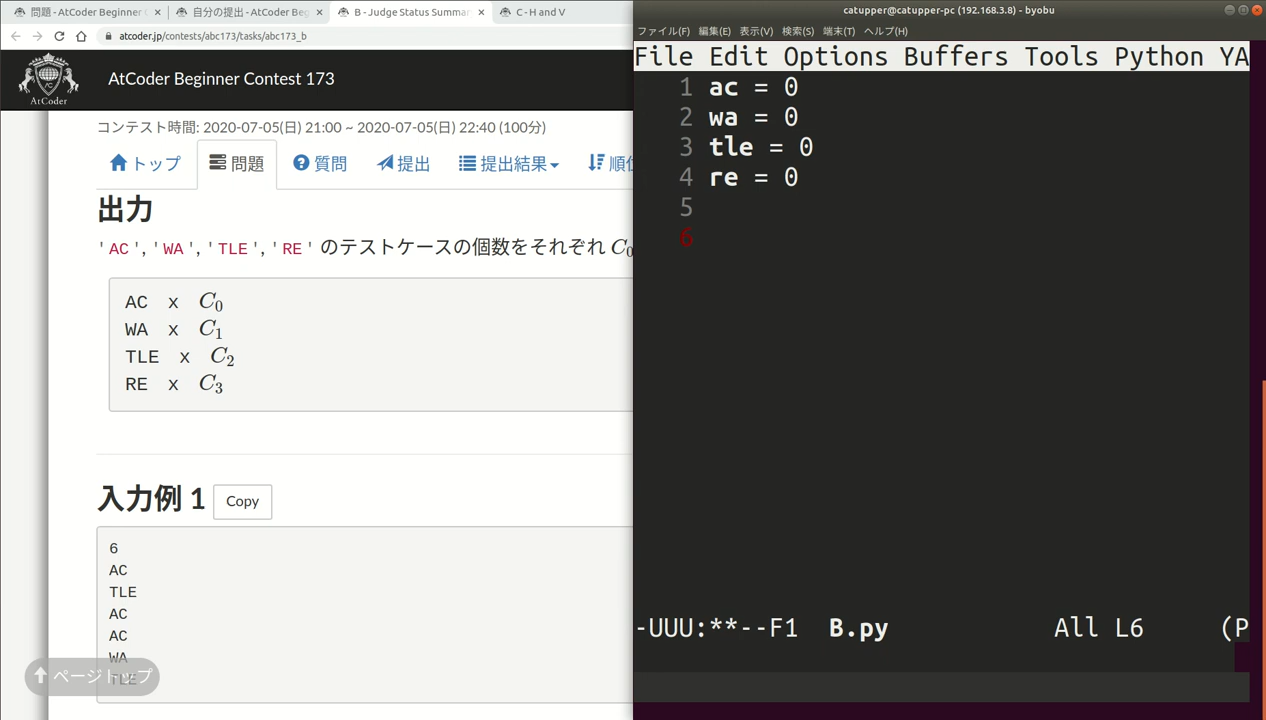 問題 - AtCoder Beginner C
自分の提出 - AtCoder Beg
B - Judge Status Summar
C - H and V
atcoder.jp/contests/abc173/tasks/abc173_b
AtCoder
AtCoder Beginner Contest 173
コンテスト時間: 2020-07-05(日) 21:00 ~ 2020-07-05(日) 22:40 (100分)
トップ 問題 質問 提出 提出結果 順位
出力
'AC', 'WA', 'TLE', 'RE' のテストケースの個数をそれぞれ C0
AC x C0
WA x C1
TLE x C2
RE x C3
入力例 1 Copy
6
AC
TLE
AC
AC
WA
TLE
ページトップ
catupper@catupper-pc (192.168.3.8) - byobu
ファイル(F) 編集(E) 表示(V) 検索(S) 端末(T) ヘルプ(H)
File Edit Options Buffers Tools Python YA
1 ac = 0
2 wa = 0
3 tle = 0
4 re = 0
5
6
-UUU:**--F1 B.py All L6 (P